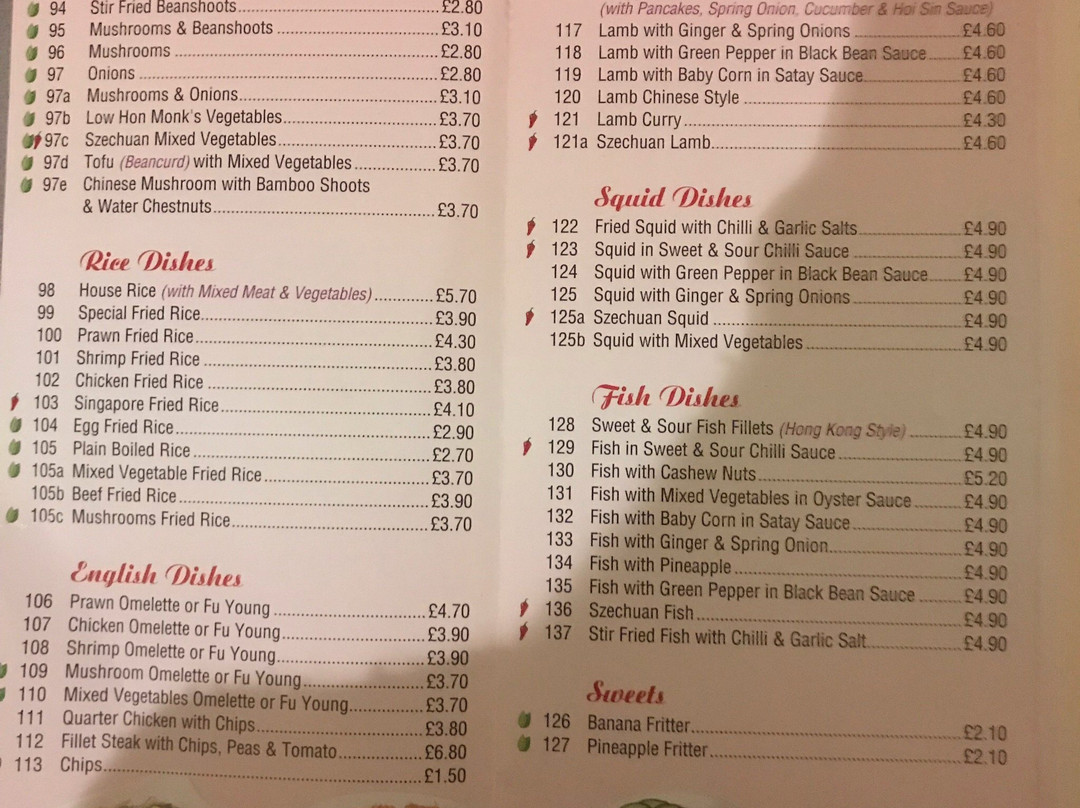 94 Stir Fried Beanshoots £2.80
95 Mushrooms & Beanshoots £3.10
96 Mushrooms £2.80
97 Onions £2.80
97a Mushrooms & Onions £3.10
97b Low Hon Monk's Vegetables £3.70
97c Szechuan Mixed Vegetables £3.70
97d Tofu (Beancurd) with Mixed Vegetables £3.70
97e Chinese Mushroom with Bamboo Shoots
& Water Chestnuts £3.70
Rice Dishes
98 House Rice (with Mixed Meat & Vegetables) £5.70
99 Special Fried Rice £3.90
100 Prawn Fried Rice £4.30
101 Shrimp Fried Rice £3.80
102 Chicken Fried Rice £3.80
103 Singapore Fried Rice £4.10
104 Egg Fried Rice £2.90
105 Plain Boiled Rice £2.70
105a Mixed Vegetable Fried Rice £3.70
105b Beef Fried Rice £3.90
105c Mushrooms Fried Rice £3.70
English Dishes
106 Prawn Omelette or Fu Young £4.70
107 Chicken Omelette or Fu Young £3.90
108 Shrimp Omelette or Fu Young £3.90
109 Mushroom Omelette or Fu Young £3.70
110 Mixed Vegetables Omelette or Fu Young £3.70
111 Quarter Chicken with Chips £3.80
112 Fillet Steak with Chips, Peas & Tomato £6.80
113 Chips £1.50
(with Pancakes, Spring Onion, Cucumber & Hoi Sin Sauce)
117 Lamb with Ginger & Spring Onions £4.60
118 Lamb with Green Pepper in Black Bean Sauce £4.60
119 Lamb with Baby Corn in Satay Sauce £4.60
120 Lamb Chinese Style £4.60
121 Lamb Curry £4.30
121a Szechuan Lamb £4.60
Squid Dishes
122 Fried Squid with Chilli & Garlic Salts £4.90
123 Squid in Sweet & Sour Chilli Sauce £4.90
124 Squid with Green Pepper in Black Bean Sauce £4.90
125 Squid with Ginger & Spring Onions £4.90
125a Szechuan Squid £4.90
125b Squid with Mixed Vegetables £4.90
Fish Dishes
128 Sweet & Sour Fish Fillets (Hong Kong Style) £4.90
129 Fish in Sweet & Sour Chilli Sauce £4.90
130 Fish with Cashew Nuts £5.20
131 Fish with Mixed Vegetables in Oyster Sauce £4.90
132 Fish with Baby Corn in Satay Sauce £4.90
133 Fish with Ginger & Spring Onion £4.90
134 Fish with Pineapple £4.90
135 Fish with Green Pepper in Black Bean Sauce £4.90
136 Szechuan Fish £4.90
137 Stir Fried Fish with Chilli & Garlic Salt £4.90
Sweets
126 Banana Fritter £2.10
127 Pineapple Fritter £2.10